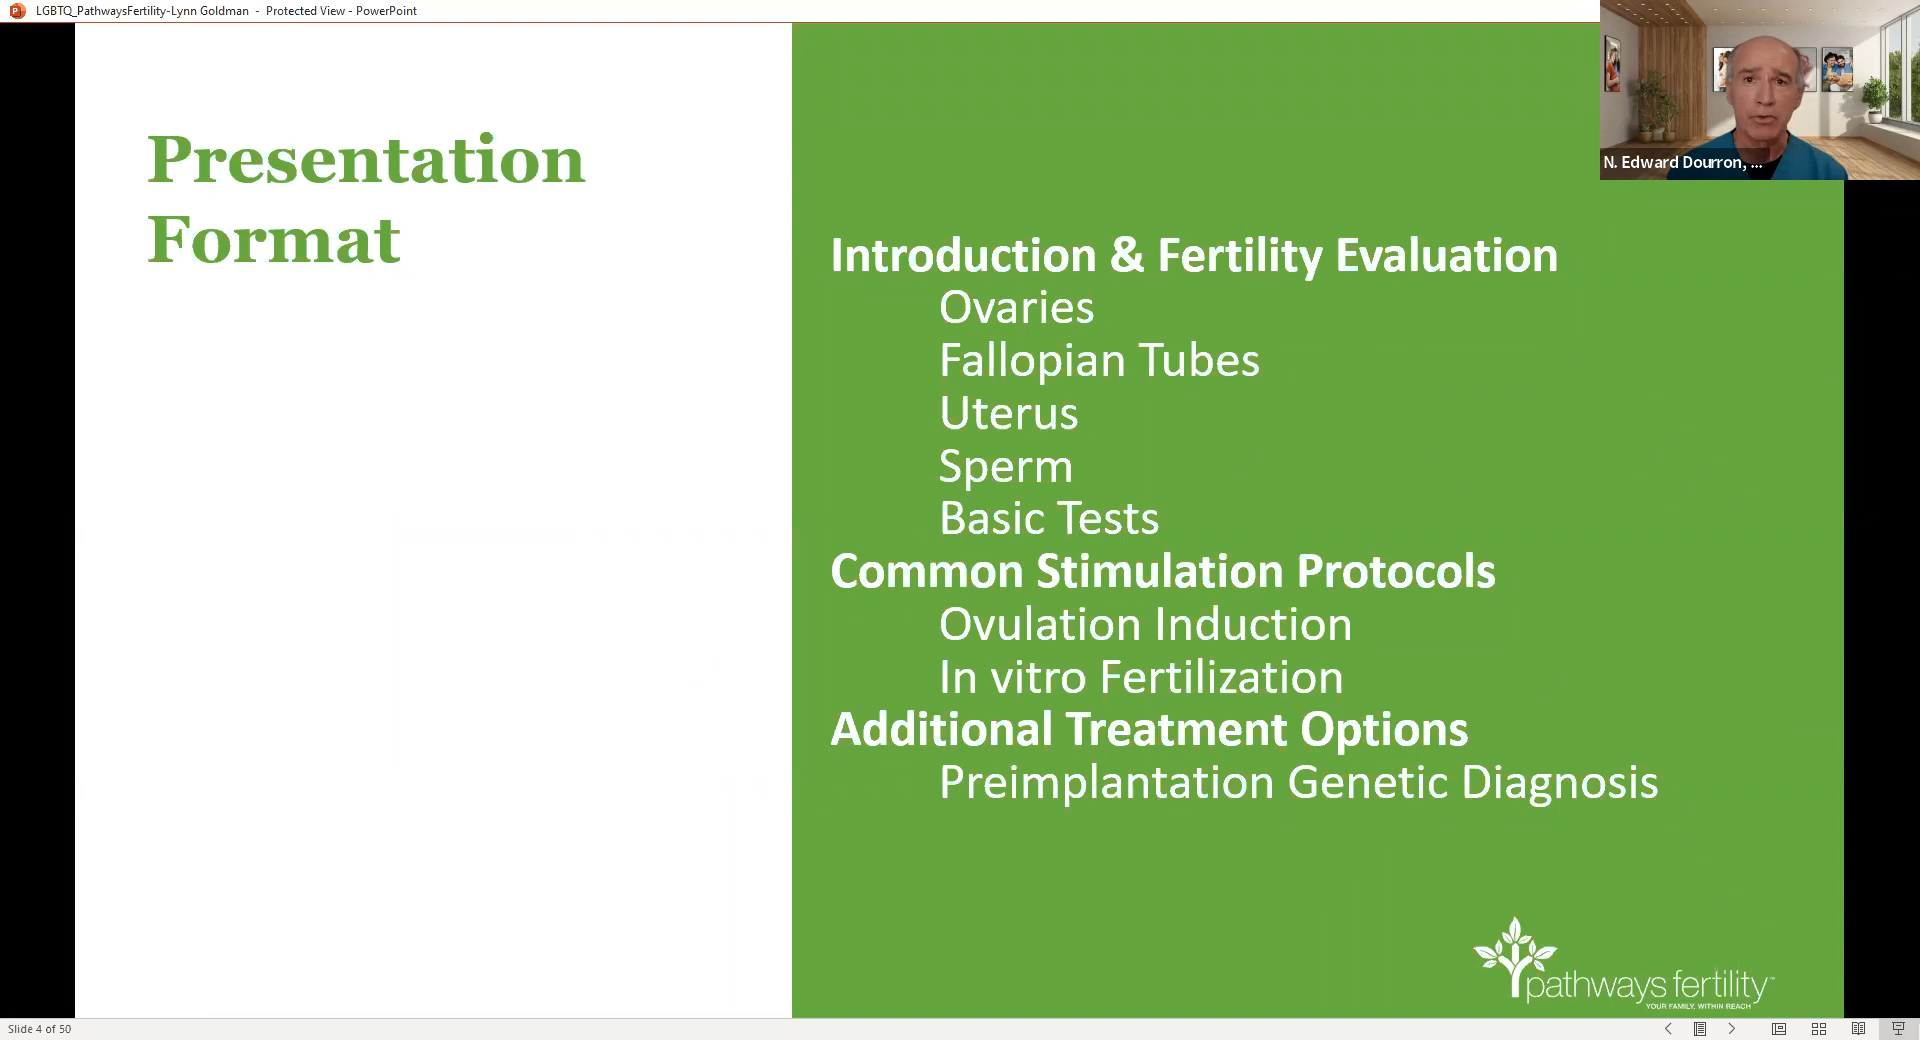 LGBTQ_PathwaysFertility-Lynn Goldman - Protected View - PowerPoint
N. Edward Dourron, ...
Presentation
Format
Introduction & Fertility Evaluation
Ovaries
Fallopian Tubes
Uterus
Sperm
Basic Tests
Common Stimulation Protocols
Ovulation Induction
In vitro Fertilization
Additional Treatment Options
Preimplantation Genetic Diagnosis
pathways fertility™
YOUR FAMILY, WITHIN REACH
Slide 4 of 50